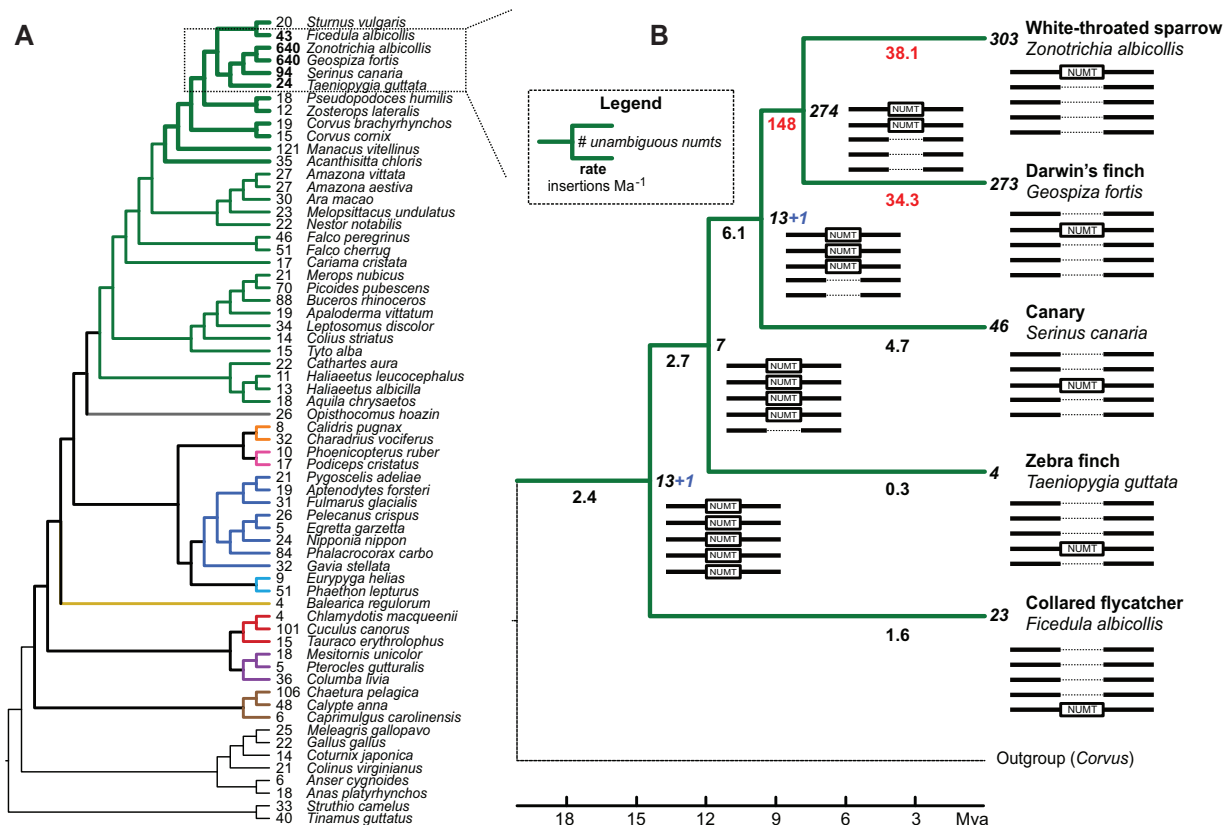 A
20 Sturnus vulgaris
43 Ficedula albicollis
640 Zonotrichia albicollis
640 Geospiza fortis
94 Serinus canaria
24 Taeniopygia guttata
18 Pseudopodoces humilis
12 Zosterops lateralis
19 Corvus brachyrhynchos
15 Corvus cornix
121 Manacus vitellinus
35 Acanthisitta chloris
27 Amazona vittata
27 Amazona aestiva
30 Ara macao
23 Melopsittacus undulatus
22 Nestor notabilis
46 Falco peregrinus
51 Falco cherrug
17 Cariama cristata
21 Merops nubicus
70 Picoides pubescens
88 Buceros rhinoceros
19 Apaloderma vittatum
34 Leptosomus discolor
14 Colius striatus
15 Tyto alba
22 Cathartes aura
11 Haliaeetus leucocephalus
13 Haliaeetus albicilla
18 Aquila chrysaetos
26 Opisthocomus hoazin
8 Calidris pugnax
32 Charadrius vociferus
10 Phoenicopterus ruber
17 Podiceps cristatus
21 Pygoscelis adeliae
19 Aptenodytes forsteri
31 Fulmarus glacialis
26 Pelecanus crispus
5 Egretta garzetta
24 Nipponia nippon
84 Phalacrocorax carbo
32 Gavia stellata
9 Eurypyga helias
51 Phaethon lepturus
4 Balearica regulorum
4 Chlamydotis macqueenii
101 Cuculus canorus
15 Tauraco erythrolophus
18 Mesitornis unicolor
5 Pterocles gutturalis
36 Columba livia
106 Chaetura pelagica
48 Calypte anna
6 Caprimulgus carolinensis
25 Meleagris gallopavo
22 Gallus gallus
14 Coturnix japonica
21 Colinus virginianus
6 Anser cygnoides
18 Anas platyrhynchos
33 Struthio camelus
40 Tinamus guttatus
B
Legend
# unambiguous numts
rate
insertions Ma⁻¹
303
White-throated sparrow
Zonotrichia albicollis
38.1
NUMT
148
274
NUMT
NUMT
273
Darwin's finch
Geospiza fortis
34.3
NUMT
6.1
13+1
NUMT
NUMT
NUMT
46
Canary
Serinus canaria
4.7
NUMT
2.7
7
NUMT
NUMT
NUMT
NUMT
4
Zebra finch
Taeniopygia guttata
0.3
NUMT
2.4
13+1
NUMT
NUMT
NUMT
NUMT
NUMT
23
Collared flycatcher
Ficedula albicollis
1.6
NUMT
Outgroup (Corvus)
18 15 12 9 6 3 Mya